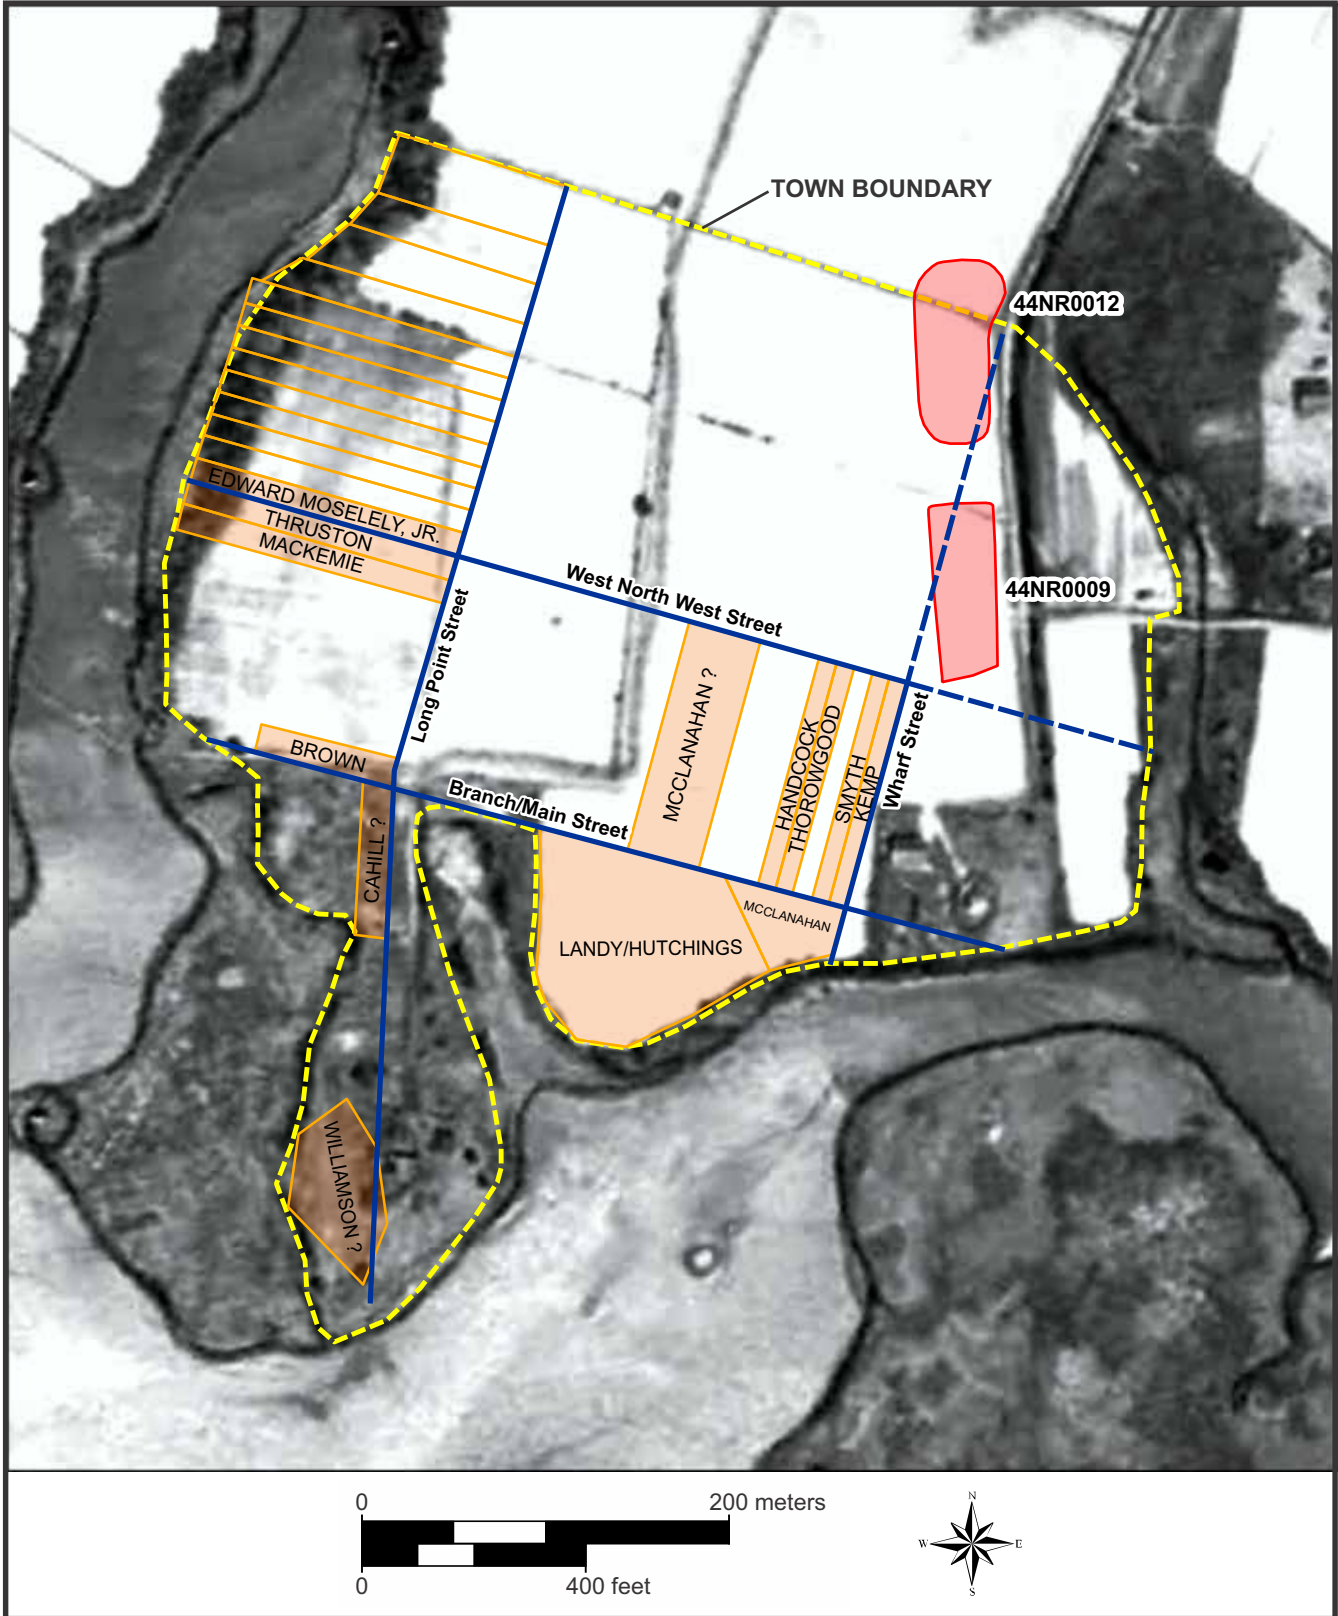 TOWN BOUNDARY
44NR0012
EDWARD MOSELELY, JR.
THRUSTON
MACKEMIE
West North West Street
44NR0009
Long Point Street
MCCLANAHAN ?
HANDCOCK
THOROWGOOD
SMYTH
KEMP
Wharf Street
BROWN
Branch/Main Street
CAHILL ?
MCCLANAHAN
LANDY/HUTCHINGS
WILLIAMSON ?
0 200 meters
0 400 feet
N
W E
S